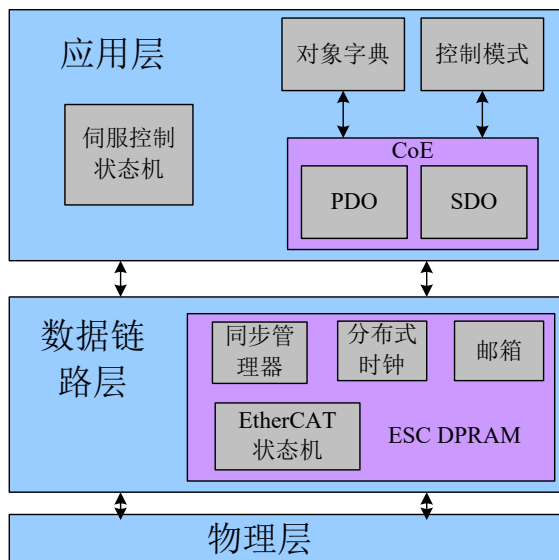 应用层
对象字典
控制模式
伺服控制
状态机
CoE
PDO
SDO
数据链
路层
同步管
理器
分布式
时钟
邮箱
EtherCAT
状态机
ESC DPRAM
物理层